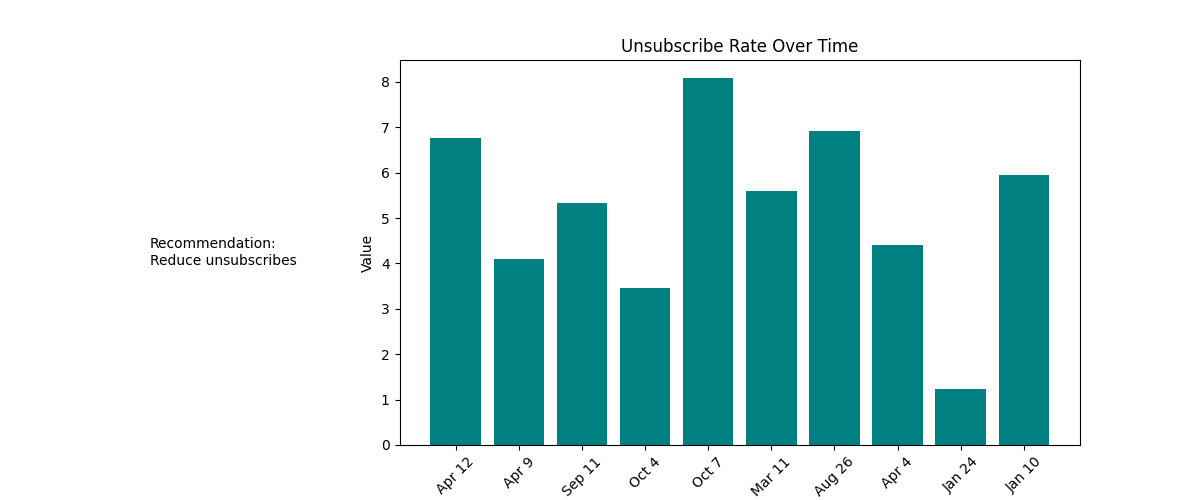 Unsubscribe Rate Over Time
Recommendation:
Reduce unsubscribes
Value
8
7
6
5
4
3
2
1
0
Apr 12
Apr 9
Sep 11
Oct 4
Oct 7
Mar 11
Aug 26
Apr 4
Jan 24
Jan 10